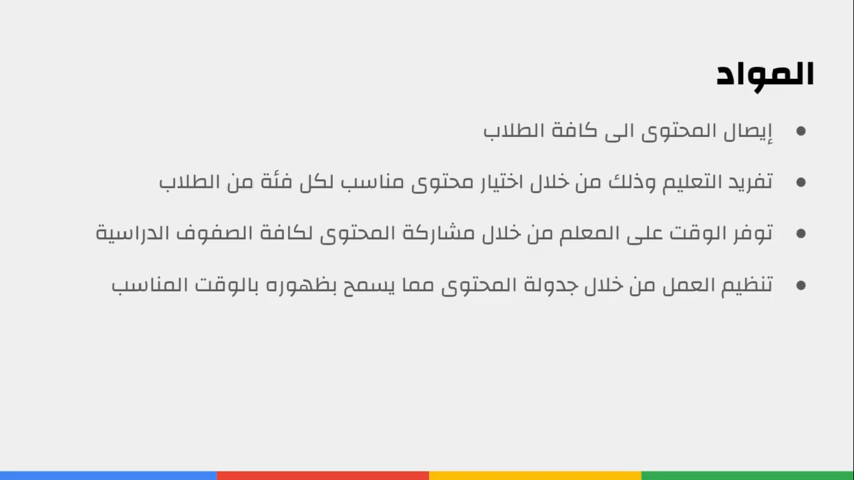 المواد
● إيصال المحتوى الى كافة الطلاب
● تفريد التعليم وذلك من خلال اختيار محتوى مناسب لكل فئة من الطلاب
● توفر الوقت على المعلم من خلال مشاركة المحتوى لكافة الصفوف الدراسية
● تنظيم العمل من خلال جدولة المحتوى مما يسمح بظهوره بالوقت المناسب